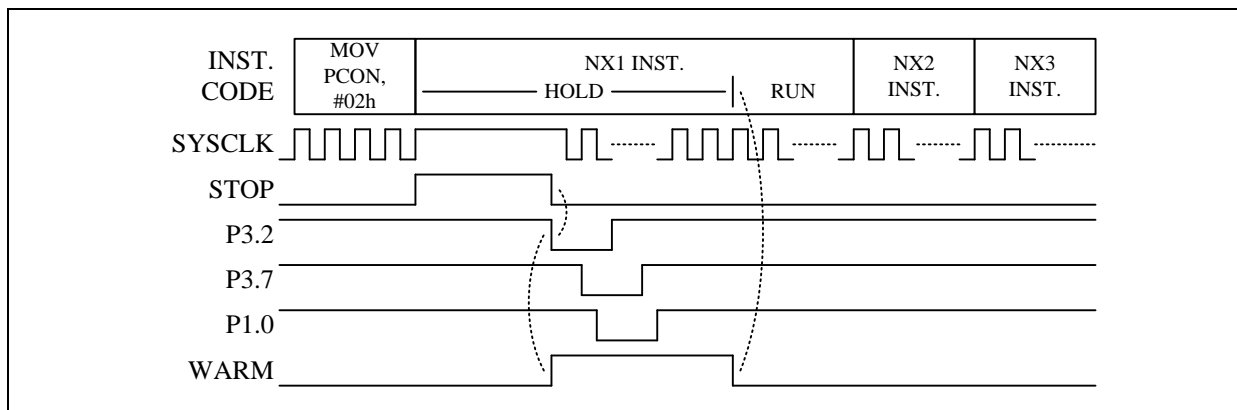 INST.
CODE
MOV
PCON,
#02h
NX1 INST.
HOLD
RUN
NX2
INST.
NX3
INST.
SYSCLK
STOP
P3.2
P3.7
P1.0
WARM